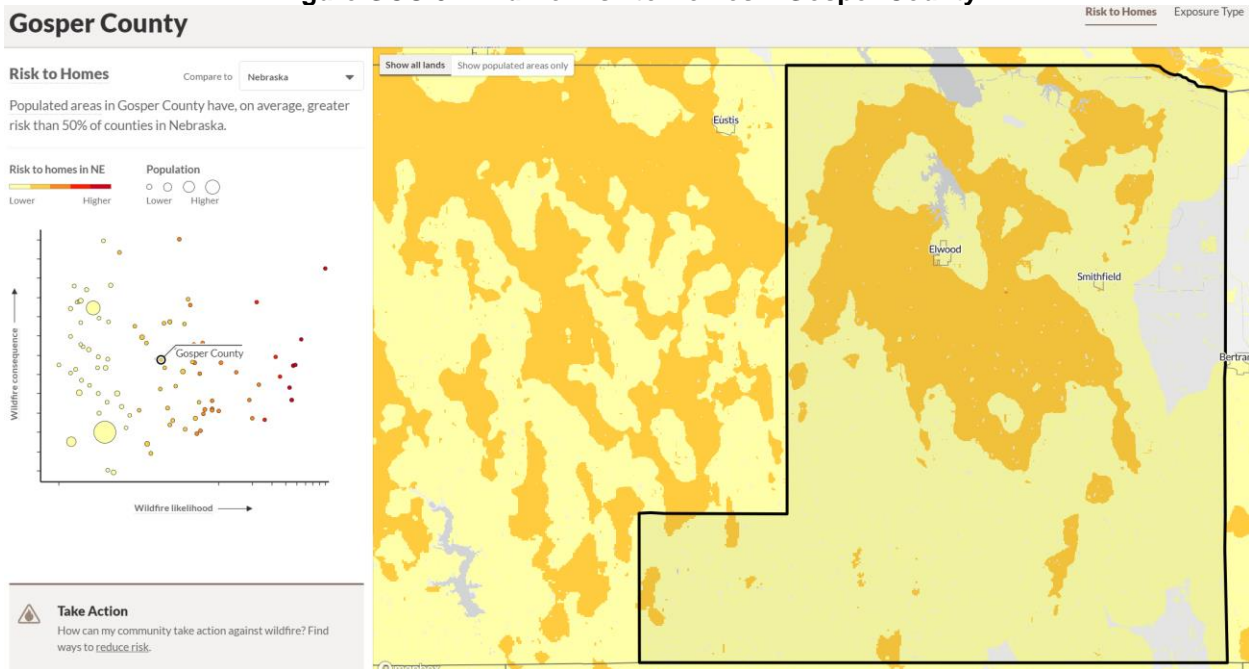 Gosper County
Risk to Homes Exposure Type
Risk to Homes
Compare to Nebraska
Populated areas in Gosper County have, on average, greater
risk than 50% of counties in Nebraska.
Risk to homes in NE
Lower Higher
Population
Lower Higher
Wildfire consequence
Gosper County
Wildfire likelihood
Take Action
How can my community take action against wildfire? Find
ways to reduce risk.
Show all lands Show populated areas only
Eustis
Elwood
Smithfield